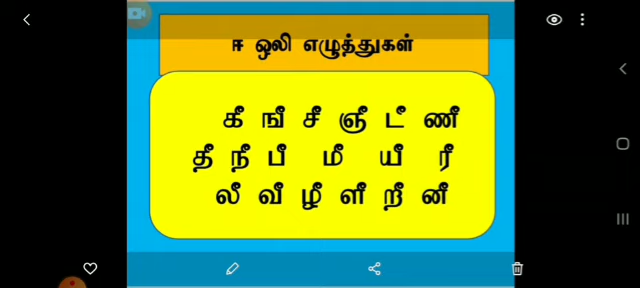 ஈ ஒலி எழுத்துகள்
கீ ஙீ சீ ஞீ டீ ணீ
தீ நீ பீ மீ யீ ரீ
லீ வீ ழீ ளீ றீ னீ